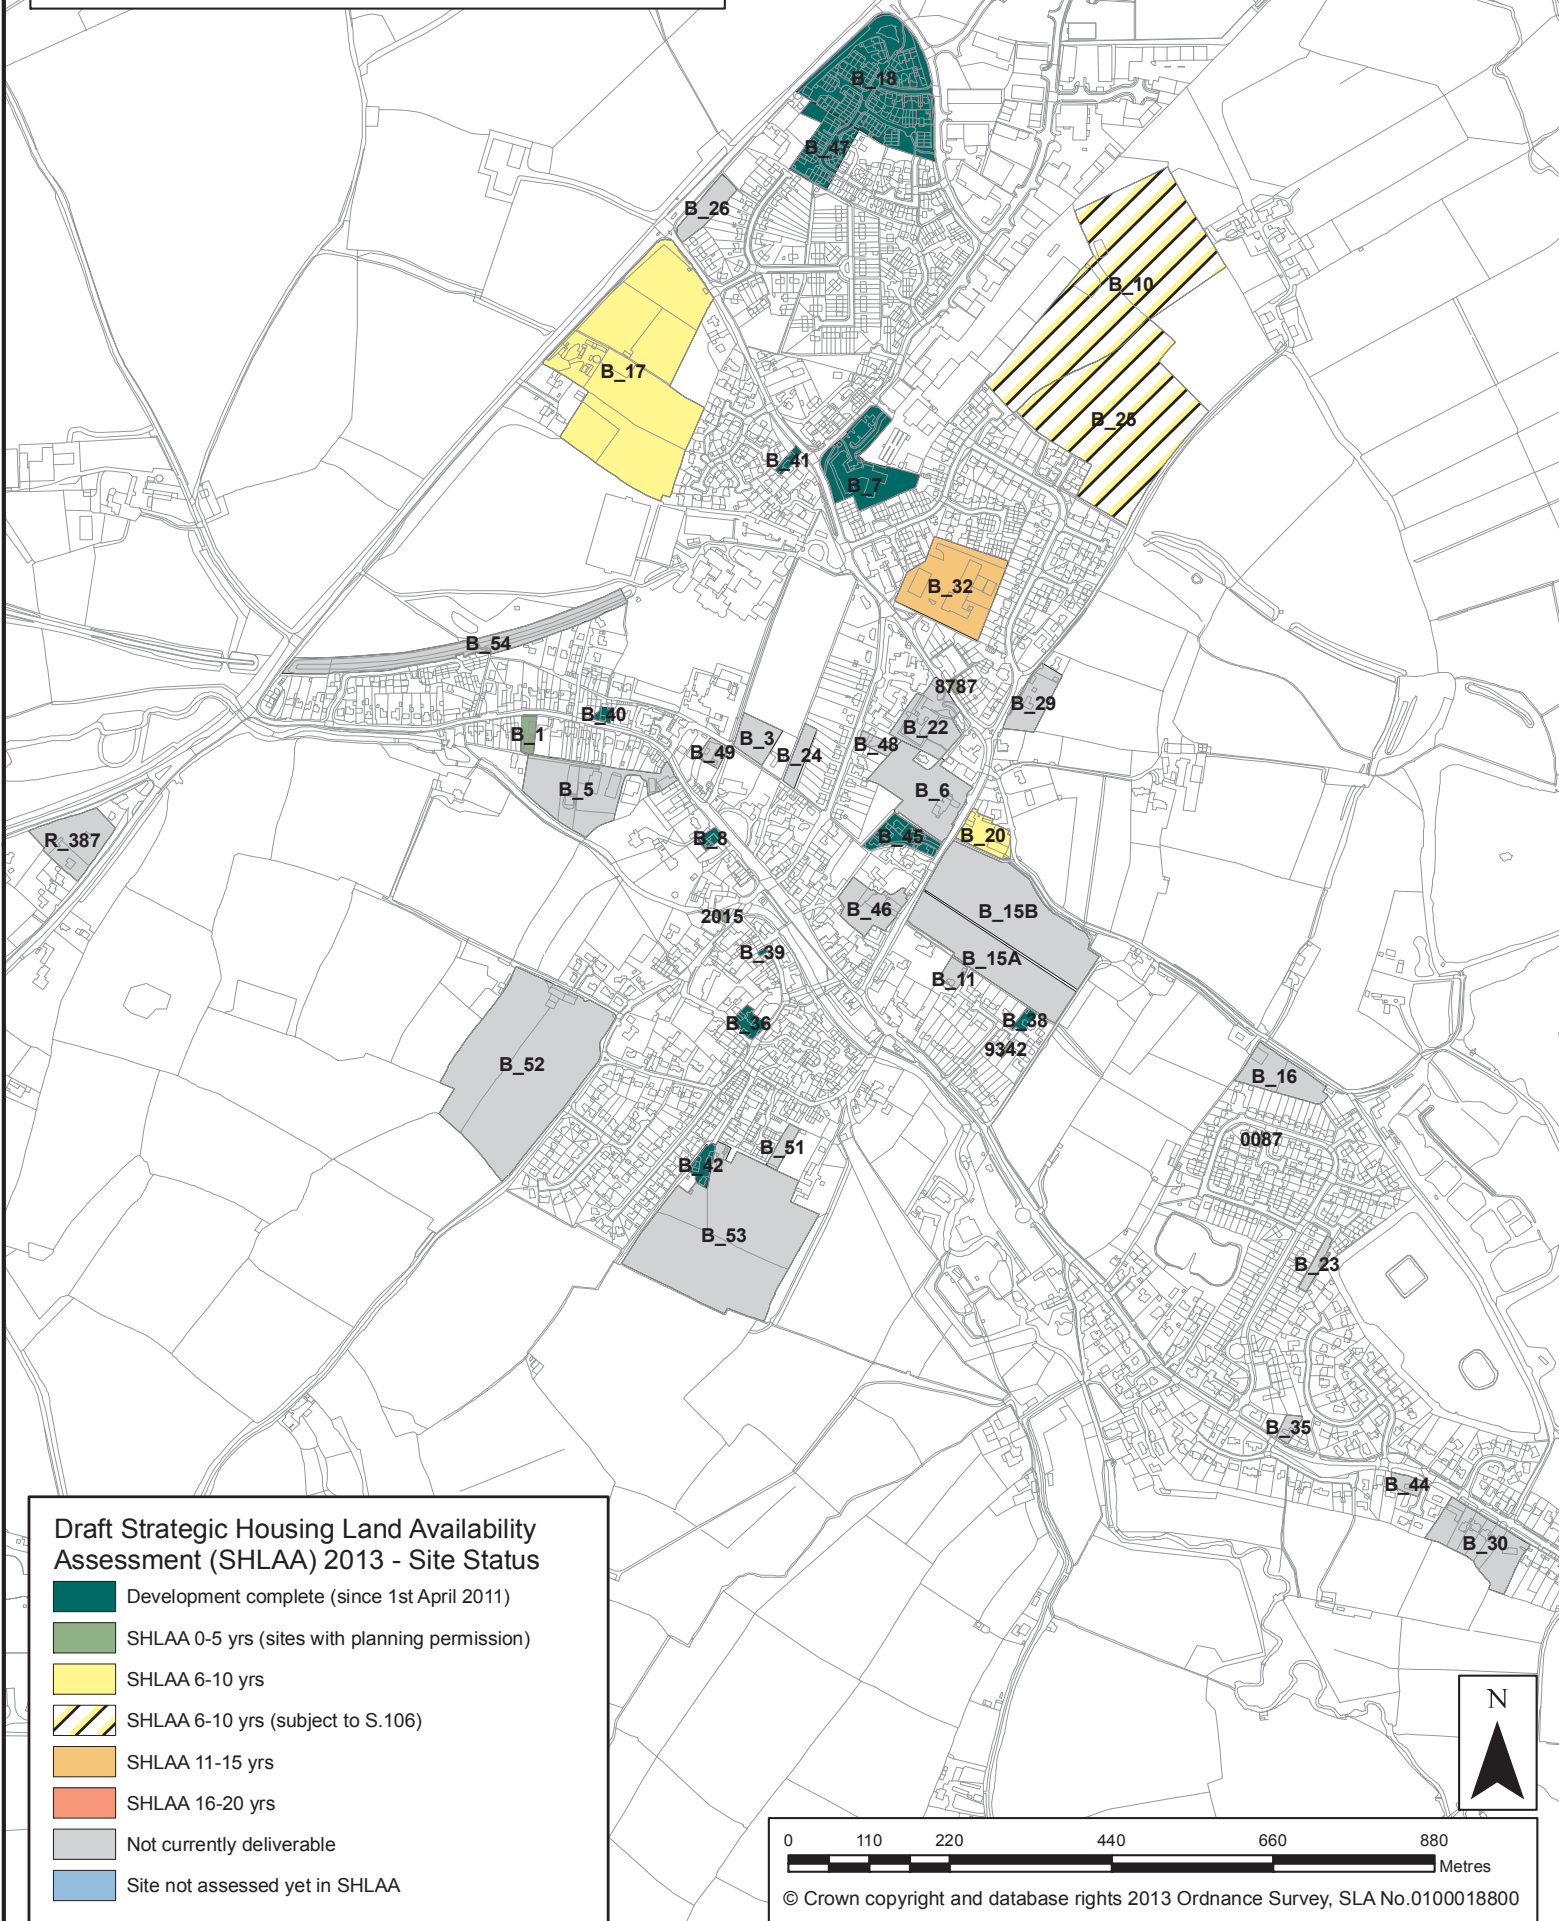 B_18
B_47
B_26
B_10
B_17
B_25
B_41
B_7
B_32
B_54
8787
B_29
B_40
B_1
B_22
B_3
B_48
B_49
B_24
B_5
B_6
B_20
B_45
B_8
R_387
B_46
B_15B
2015
B_39
B_15A
B_11
B_36
B_38
9342
B_52
B_16
0087
B_51
B_42
B_53
B_23
B_35
B_44
B_30
Draft Strategic Housing Land Availability
Assessment (SHLAA) 2013 - Site Status
Development complete (since 1st April 2011)
SHLAA 0-5 yrs (sites with planning permission)
SHLAA 6-10 yrs
SHLAA 6-10 yrs (subject to S.106)
SHLAA 11-15 yrs
SHLAA 16-20 yrs
Not currently deliverable
Site not assessed yet in SHLAA
N
0 110 220 440 660 880
Metres
© Crown copyright and database rights 2013 Ordnance Survey, SLA No.0100018800